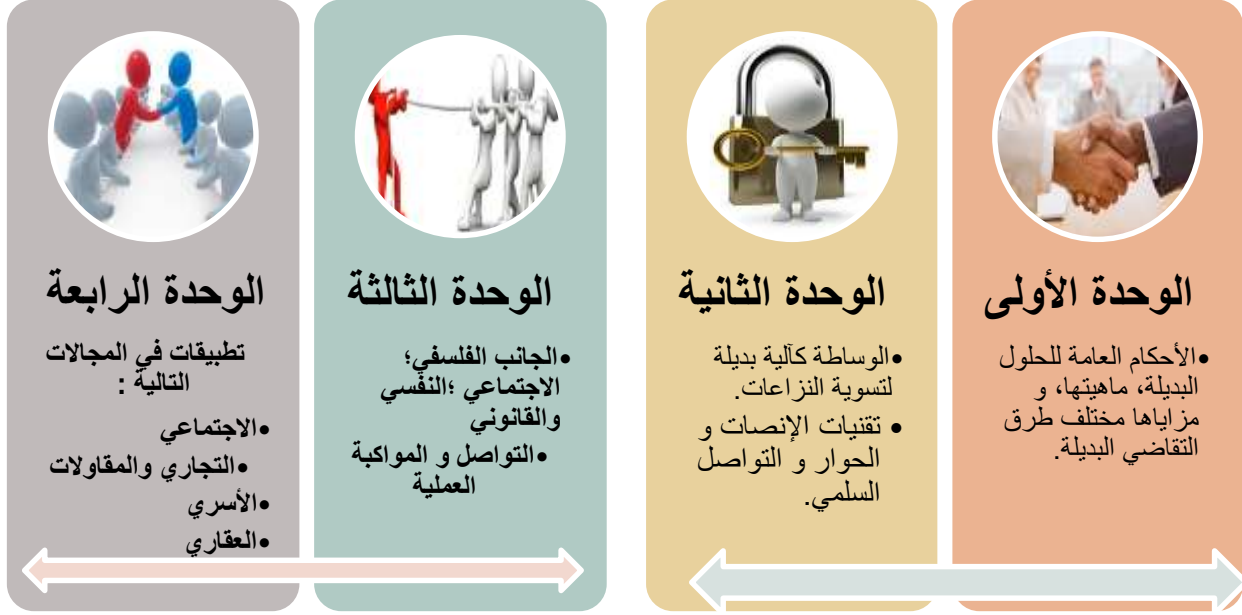 الوحدة الأولى
•الأحكام العامة للحلول
البديلة، ماهيتها، و
مزاياها مختلف طرق
التقاضي البديلة.
الوحدة الثانية
•الوساطة كآلية بديلة
لتسوية النزاعات.
• تقنيات الإنصات و
الحوار و التواصل
السلمي.
الوحدة الثالثة
•الجانب الفلسفي؛
الاجتماعي ؛النفسي
والقانوني
•التواصل و المواكبة
العملية
الوحدة الرابعة
تطبيقات في المجالات
التالية :
•الاجتماعي
•التجاري والمقاولات
•الأسري
•العقاري